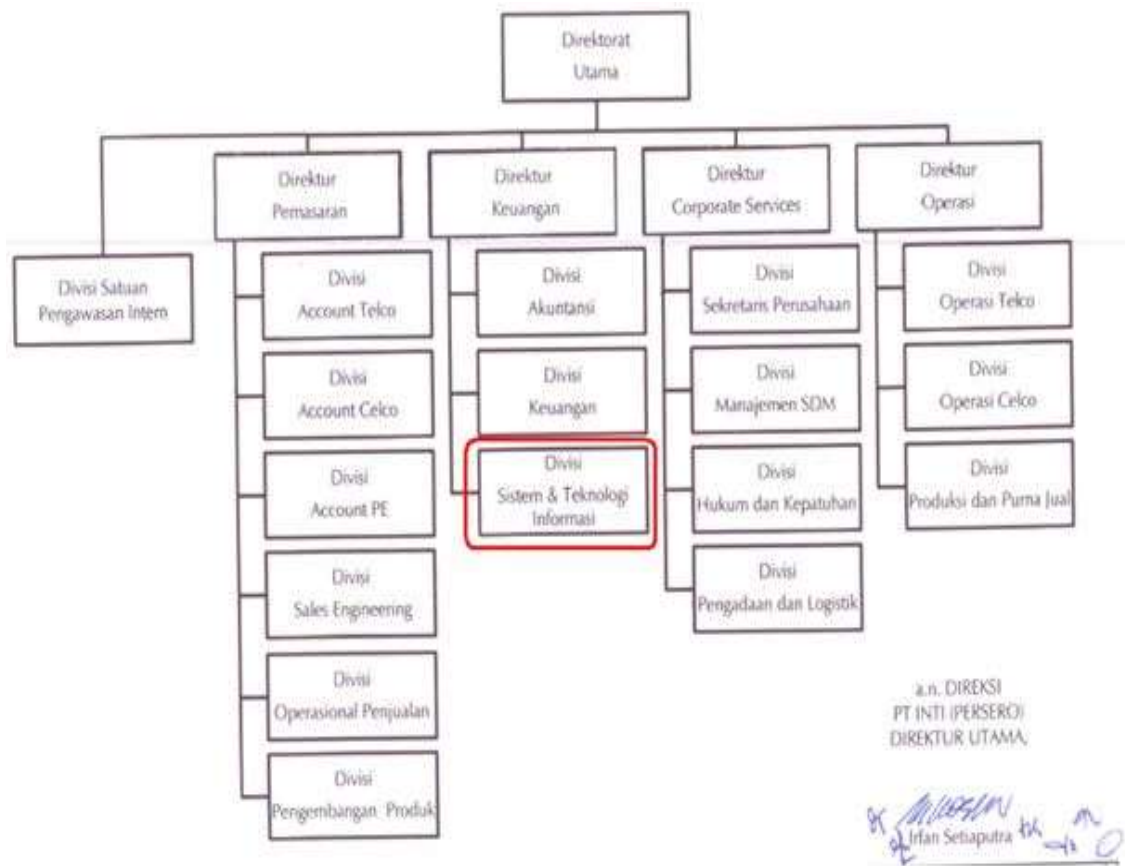 Direktorat
Utama
Direktur
Pemasaran
Direktur
Keuangan
Direktur
Corporate Services
Direktur
Operasi
Divisi Satuan
Pengawasan Intern
Divisi
Account Telco
Divisi
Account Celco
Divisi
Account PE
Divisi
Sales Engineering
Divisi
Operasional Penjualan
Divisi
Pengembangan Produk
Divisi
Akuntansi
Divisi
Keuangan
Divisi
Sistem & Teknologi
Informasi
Divisi
Sekretaris Perusahaan
Divisi
Manajemen SDM
Divisi
Hukum dan Kepatuhan
Divisi
Pengadaan dan Logistik
Divisi
Operasi Telco
Divisi
Operasi Celco
Divisi
Produksi dan Purna Jual
a.n. DIREKSI
PT INTI (PERSERO)
DIREKTUR UTAMA,
Irfan Setiaputra